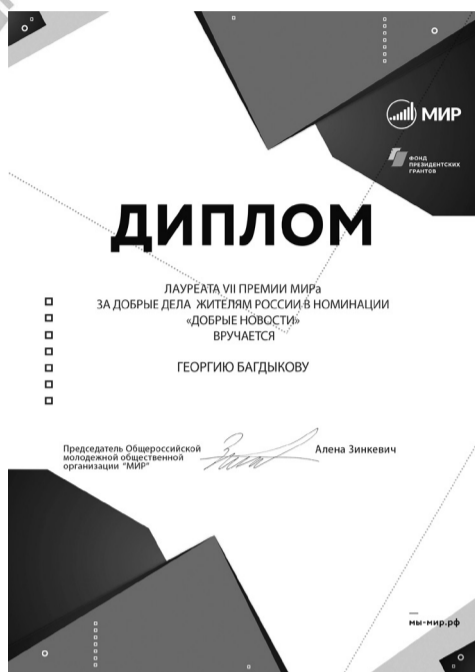 МИР
ФОНД
ПРЕЗИДЕНТСКИХ
ГРАНТОВ
ДИПЛОМ
ЛАУРЕАТА VII ПРЕМИИ МИРа
ЗА ДОБРЫЕ ДЕЛА ЖИТЕЛЯМ РОССИИ В НОМИНАЦИИ
«ДОБРЫЕ НОВОСТИ»
ВРУЧАЕТСЯ
ГЕОРГИЮ БАГДЫКОВУ
Председатель Общероссийской
молодежной общественной
организации "МИР"
Алена Зинкевич
мы-мир.рф